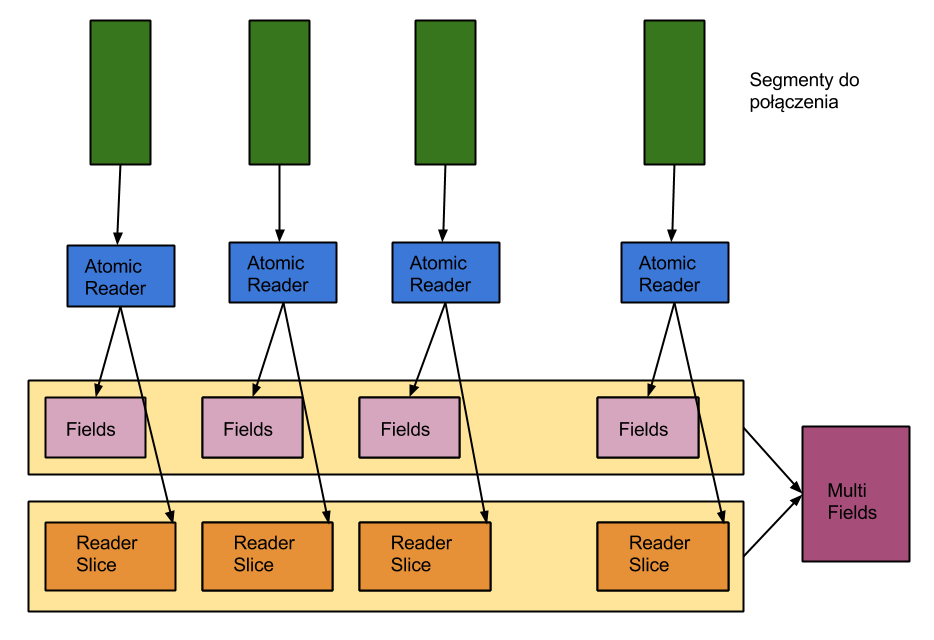 Segmenty do
połączenia
Atomic
Reader
Atomic
Reader
Atomic
Reader
Atomic
Reader
Fields
Fields
Fields
Fields
Multi
Fields
Reader
Slice
Reader
Slice
Reader
Slice
Reader
Slice